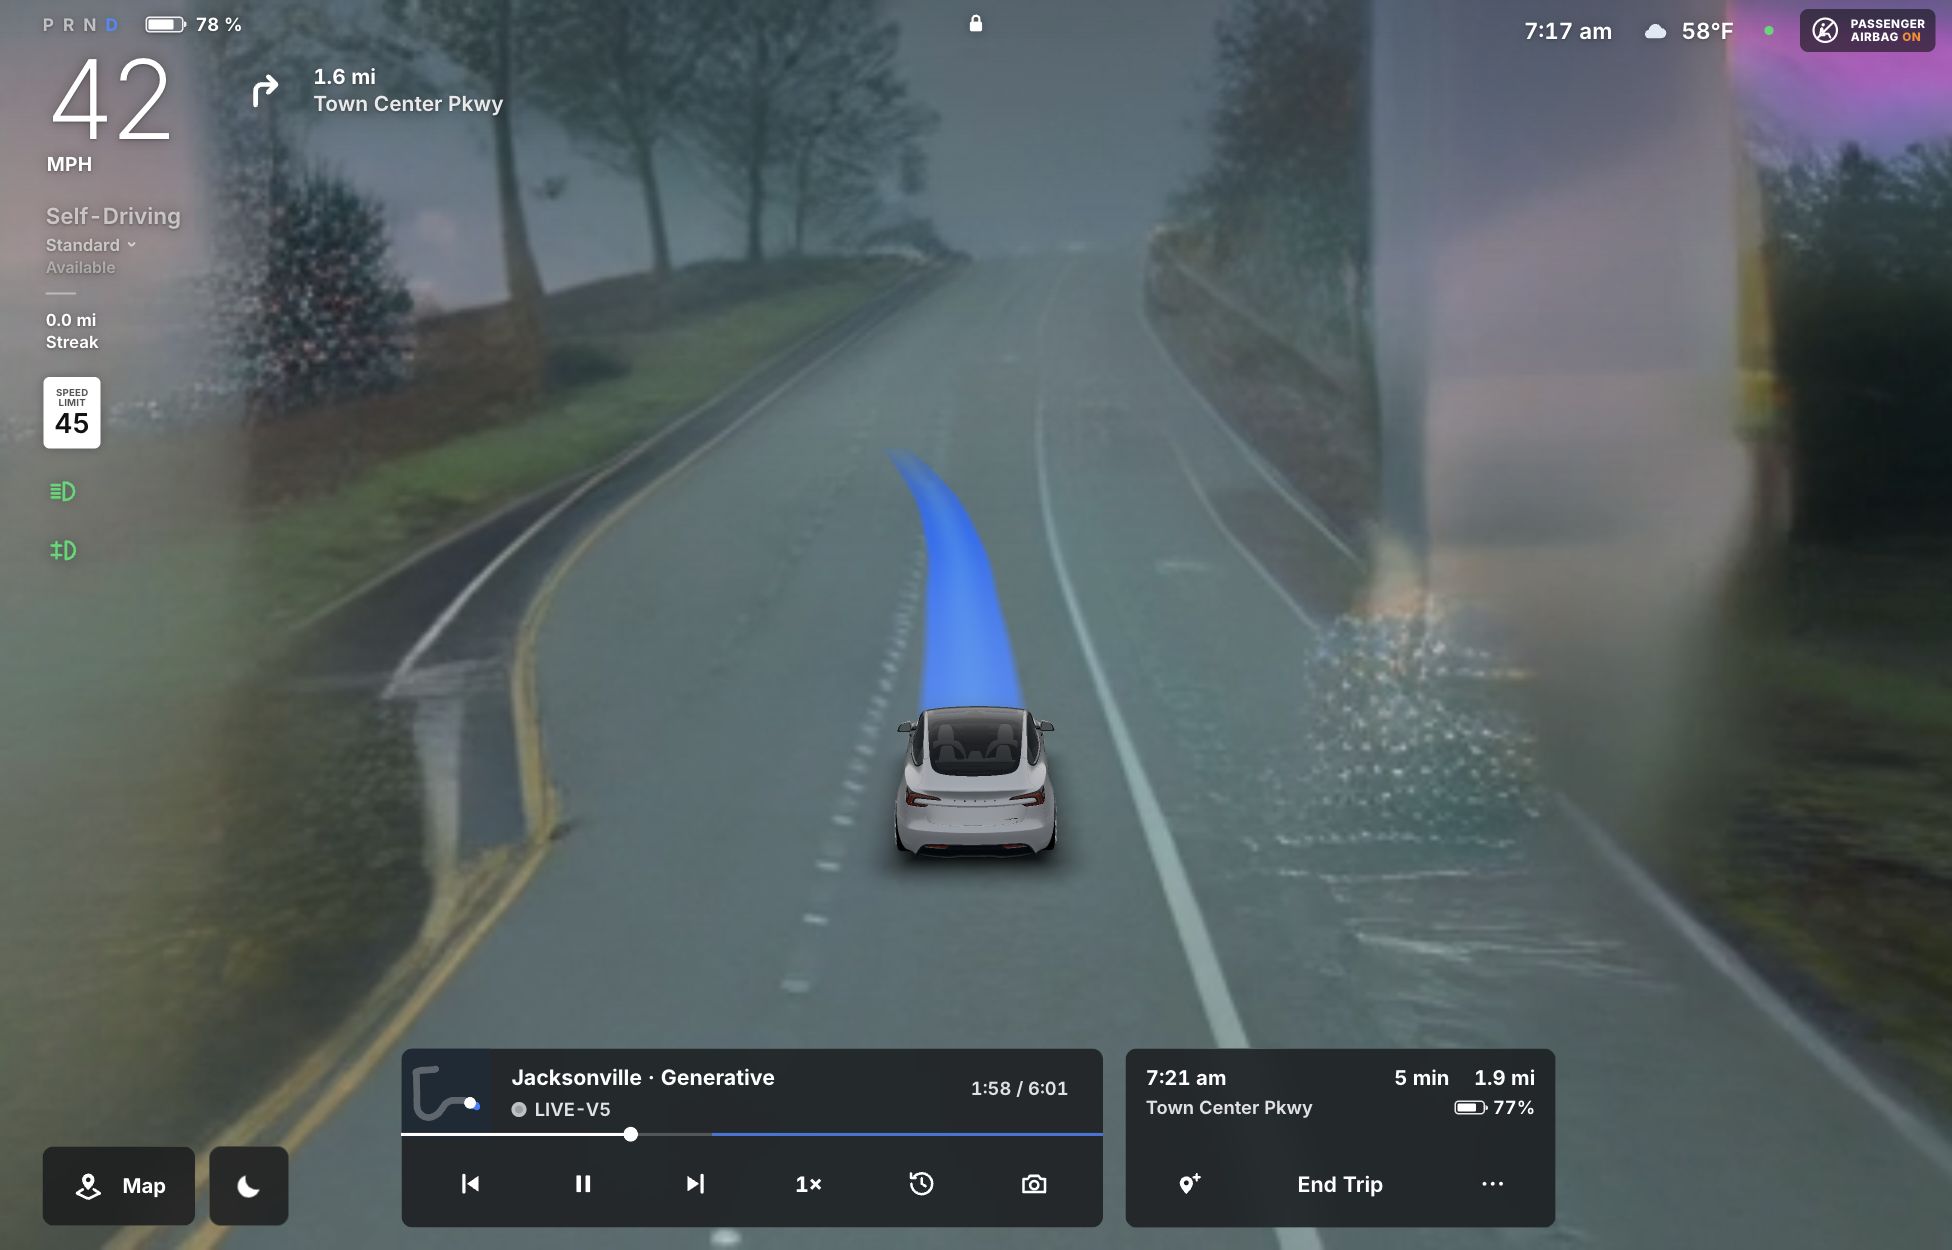 P R N D
78 %
7:17 am
58°F
PASSENGER
AIRBAG ON
42
MPH
1.6 mi
Town Center Pkwy
Self-Driving
Standard
Available
0.0 mi
Streak
SPEED
LIMIT
45
Jacksonville · Generative
1:58 / 6:01
LIVE-V5
1×
7:21 am
5 min
1.9 mi
Town Center Pkwy
77%
End Trip
Map